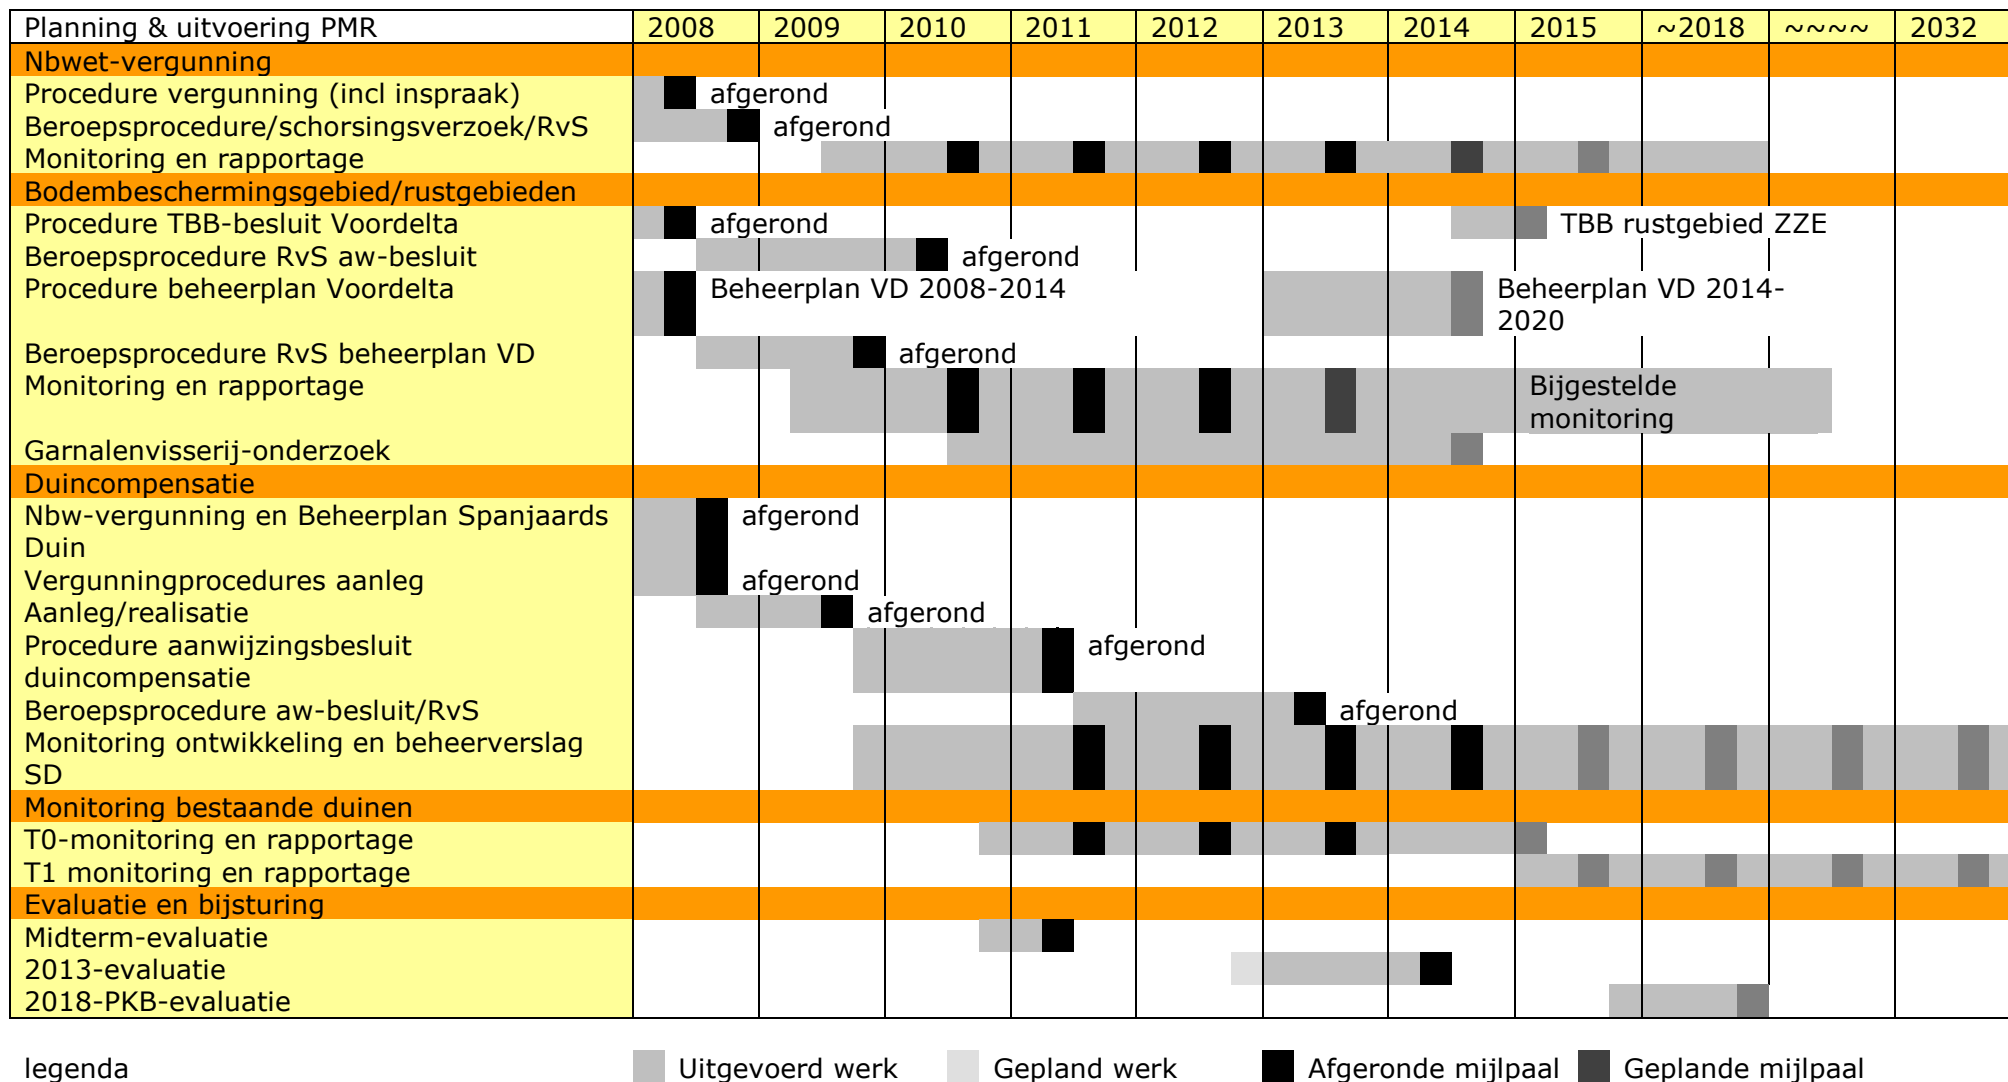 Planning & uitvoering PMR 2008 2009 2010 2011 2012 2013 2014 2015 ~2018 ~~~~ 2032
Nbwet-vergunning
Procedure vergunning (incl inspraak) afgerond
Beroepsprocedure/schorsingsverzoek/RvS afgerond
Monitoring en rapportage
Bodembeschermingsgebied/rustgebieden
Procedure TBB-besluit Voordelta afgerond TBB rustgebied ZZE
Beroepsprocedure RvS aw-besluit afgerond
Procedure beheerplan Voordelta Beheerplan VD 2008-2014 Beheerplan VD 2014-
2020
Beroepsprocedure RvS beheerplan VD afgerond
Monitoring en rapportage Bijgestelde
monitoring
Garnalenvisserij-onderzoek
Duincompensatie
Nbw-vergunning en Beheerplan Spanjaards afgerond
Duin
Vergunningprocedures aanleg afgerond
Aanleg/realisatie afgerond
Procedure aanwijzingsbesluit afgerond
duincompensatie
Beroepsprocedure aw-besluit/RvS afgerond
Monitoring ontwikkeling en beheerverslag
SD
Monitoring bestaande duinen
T0-monitoring en rapportage
T1 monitoring en rapportage
Evaluatie en bijsturing
Midterm-evaluatie
2013-evaluatie
2018-PKB-evaluatie
legenda Uitgevoerd werk Gepland werk Afgeronde mijlpaal Geplande mijlpaal